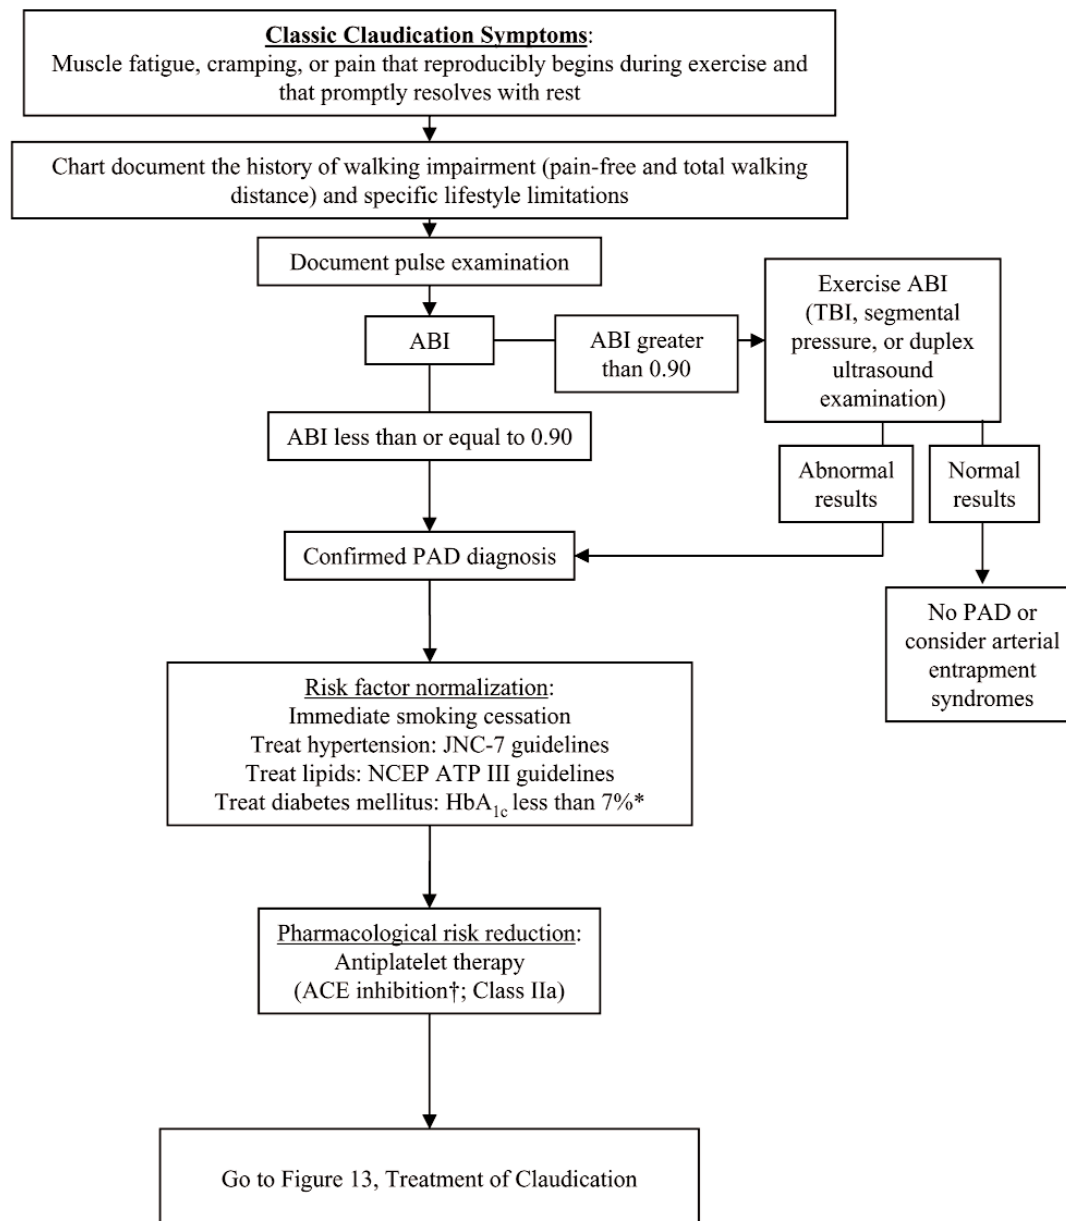 Classic Claudication Symptoms:
Muscle fatigue, cramping, or pain that reproducibly begins during exercise and
that promptly resolves with rest
Chart document the history of walking impairment (pain-free and total walking
distance) and specific lifestyle limitations
Document pulse examination
ABI
ABI greater
than 0.90
Exercise ABI
(TBI, segmental
pressure, or duplex
ultrasound
examination)
ABI less than or equal to 0.90
Abnormal
results
Normal
results
Confirmed PAD diagnosis
No PAD or
consider arterial
entrapment
syndromes
Risk factor normalization:
Immediate smoking cessation
Treat hypertension: JNC-7 guidelines
Treat lipids: NCEP ATP III guidelines
Treat diabetes mellitus: HbA1c less than 7%*
Pharmacological risk reduction:
Antiplatelet therapy
(ACE inhibition†; Class IIa)
Go to Figure 13, Treatment of Claudication